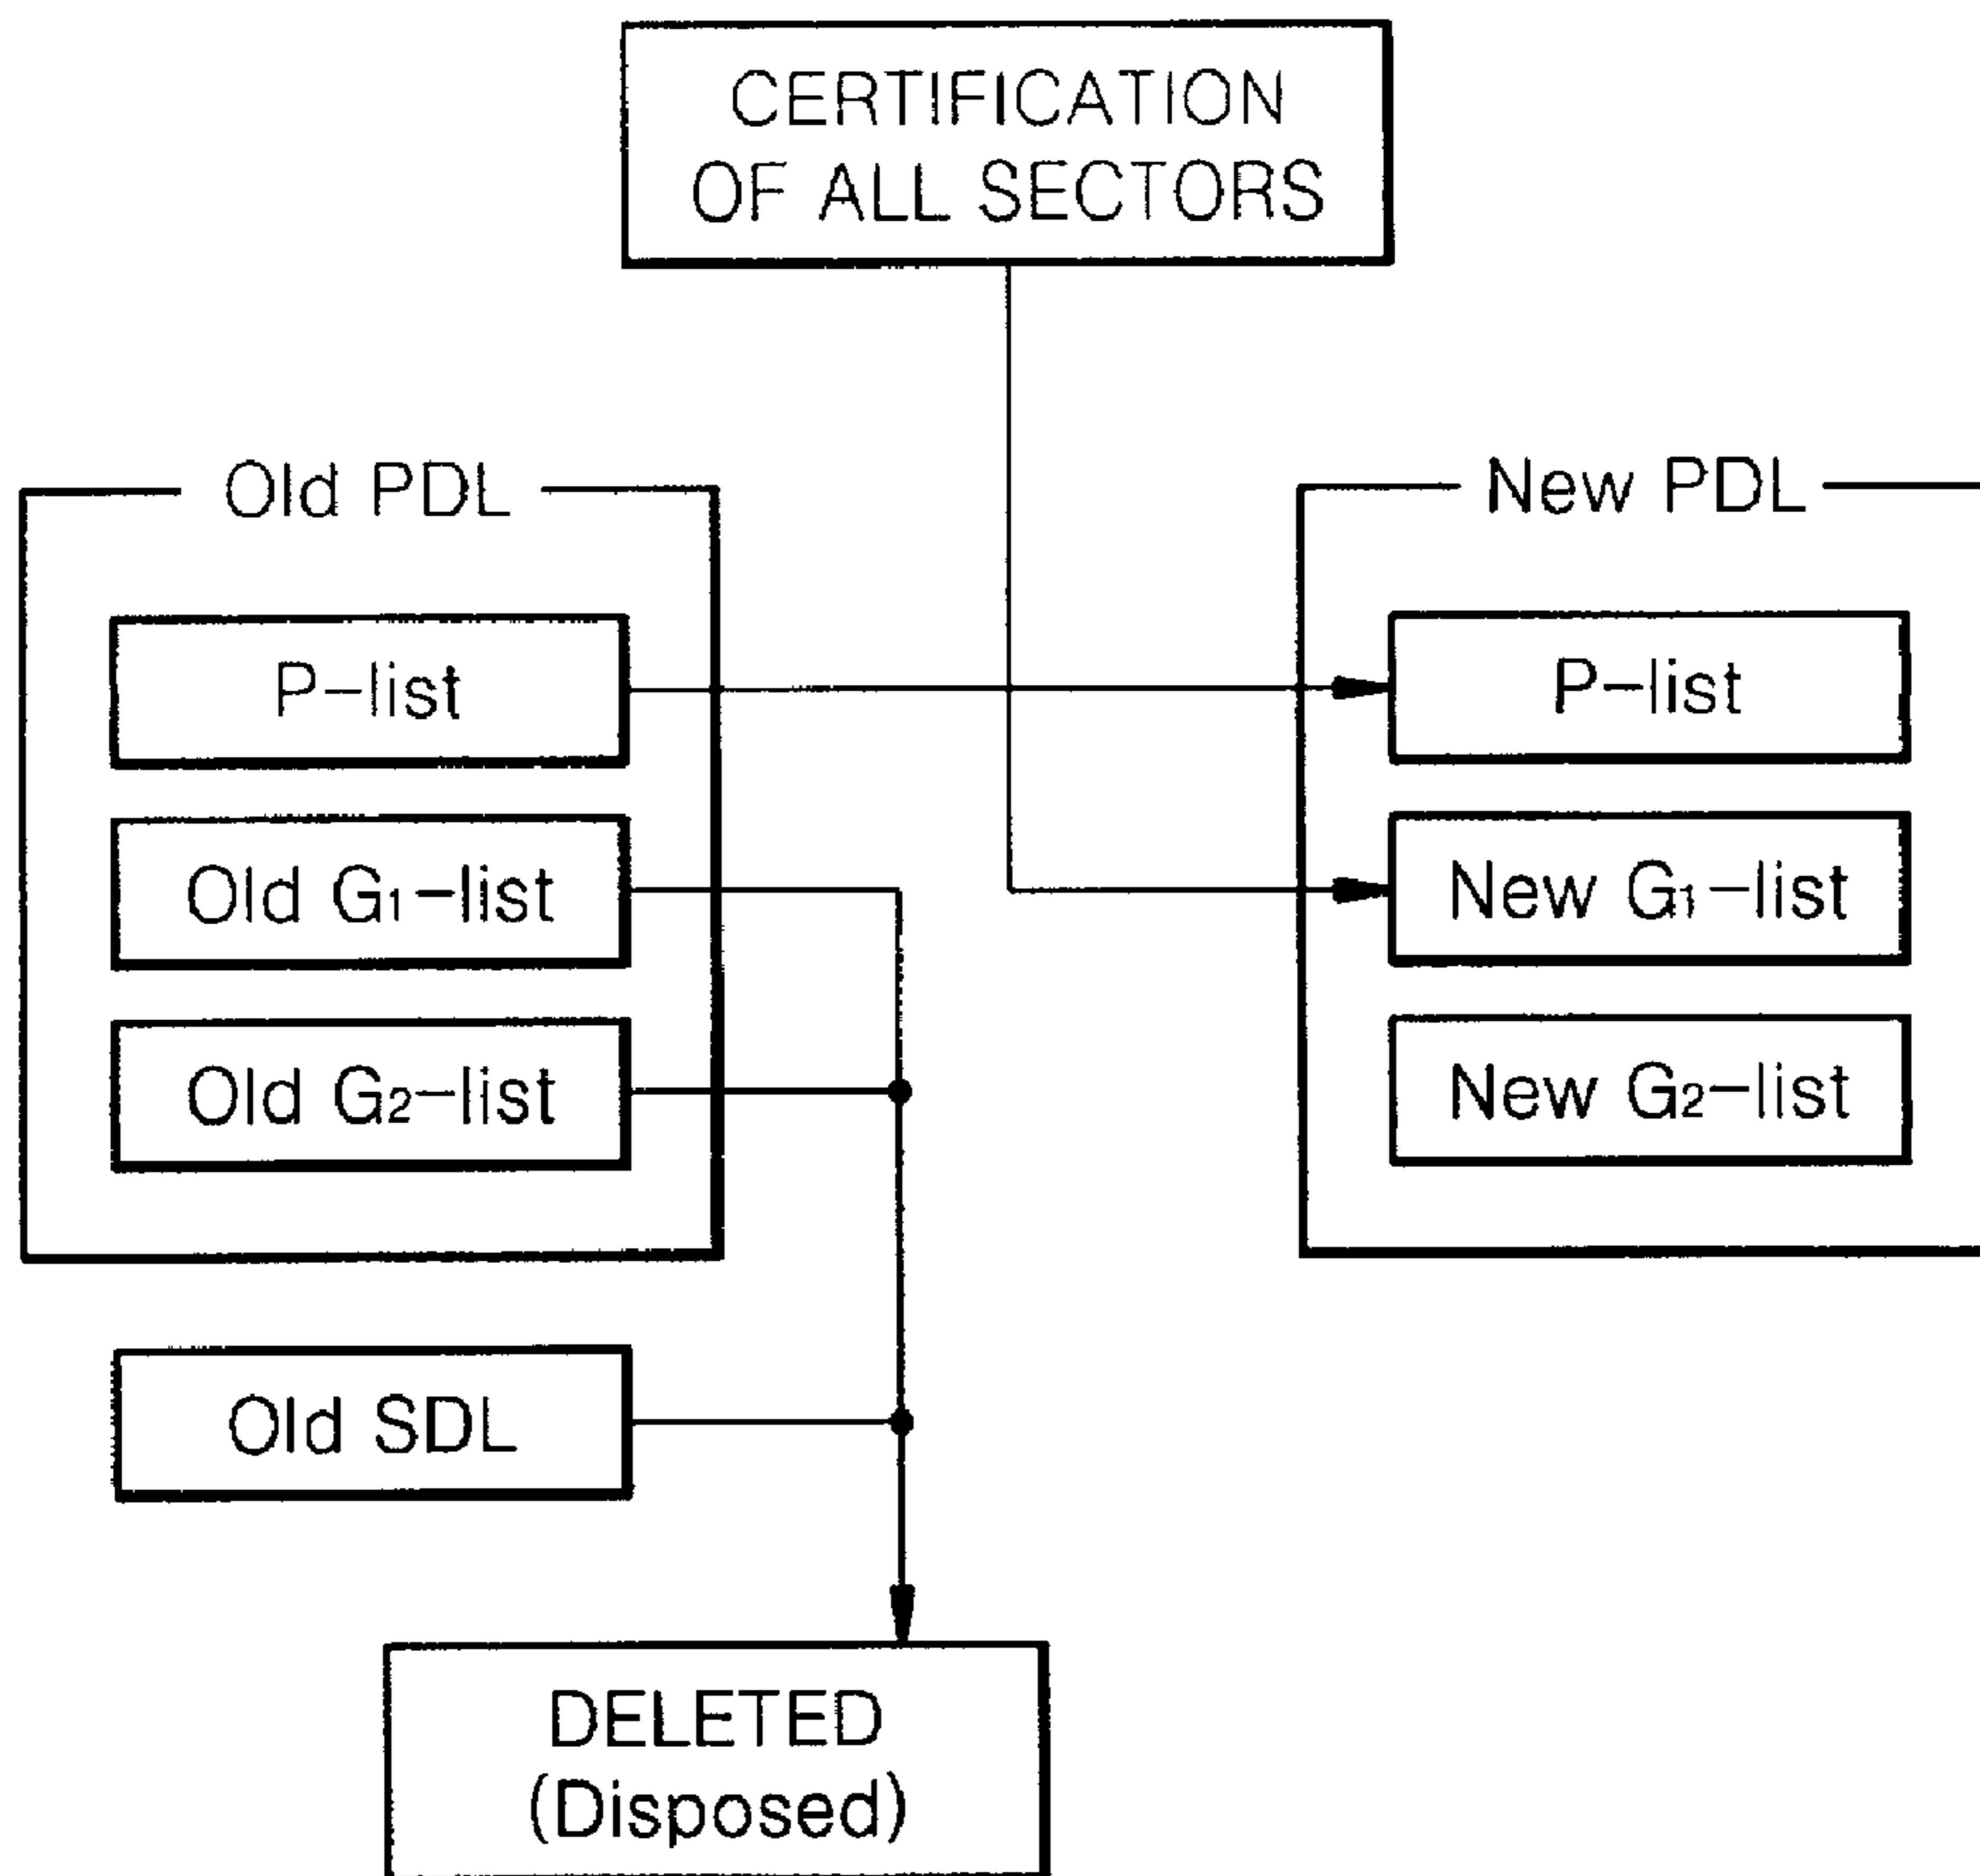 CERTIFICATION
OF ALL SECTORS
Old PDL
P-list
Old G1-list
Old G2-list
New PDL
P-list
New G1-list
New G2-list
Old SDL
DELETED
(Disposed)